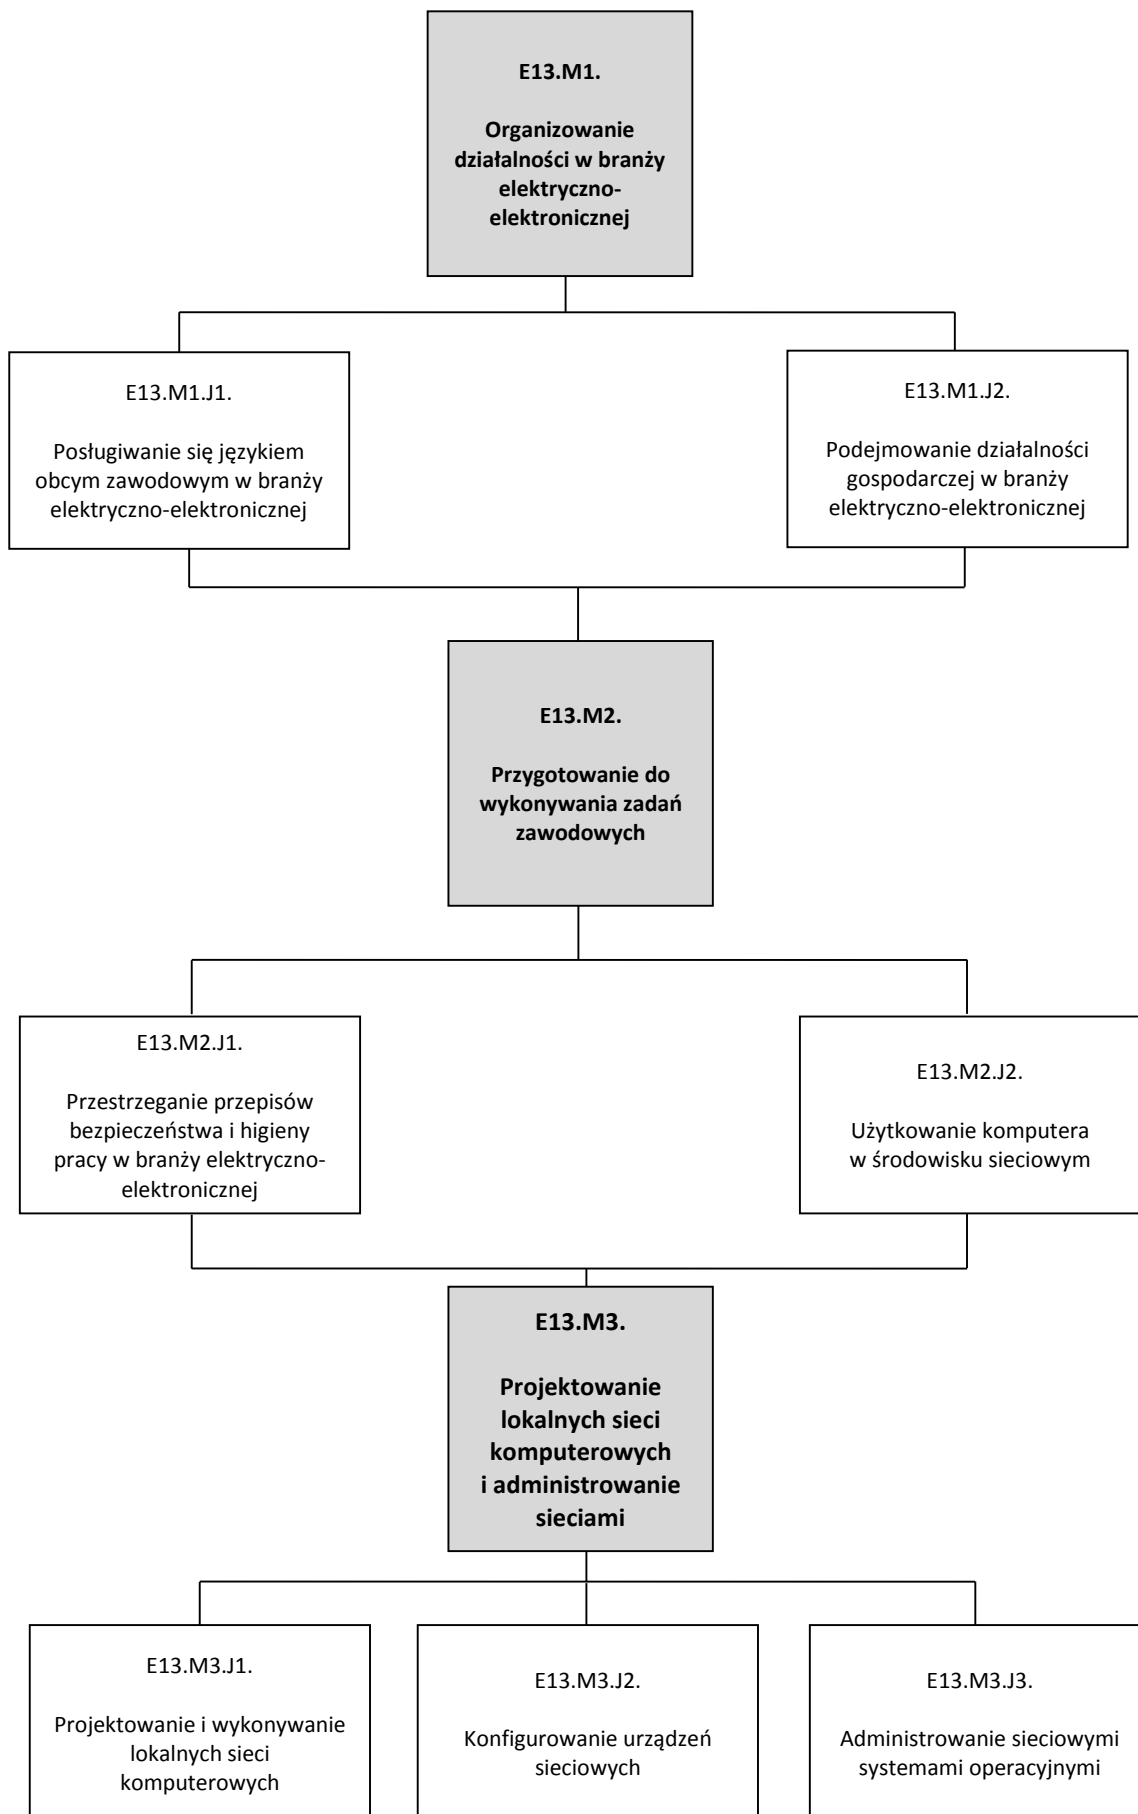 E13.M1.
Organizowanie
działalności w branży
elektryczno-
elektronicznej
E13.M1.J1.
Posługiwanie się językiem
obcym zawodowym w branży
elektryczno-elektronicznej
E13.M1.J2.
Podejmowanie działalności
gospodarczej w branży
elektryczno-elektronicznej
E13.M2.
Przygotowanie do
wykonywania zadań
zawodowych
E13.M2.J1.
Przestrzeganie przepisów
bezpieczeństwa i higieny
pracy w branży elektryczno-
elektronicznej
E13.M2.J2.
Użytkowanie komputera
w środowisku sieciowym
E13.M3.
Projektowanie
lokalnych sieci
komputerowych
i administrowanie
sieciami
E13.M3.J1.
Projektowanie i wykonywanie
lokalnych sieci
komputerowych
E13.M3.J2.
Konfigurowanie urządzeń
sieciowych
E13.M3.J3.
Administrowanie sieciowymi
systemami operacyjnymi